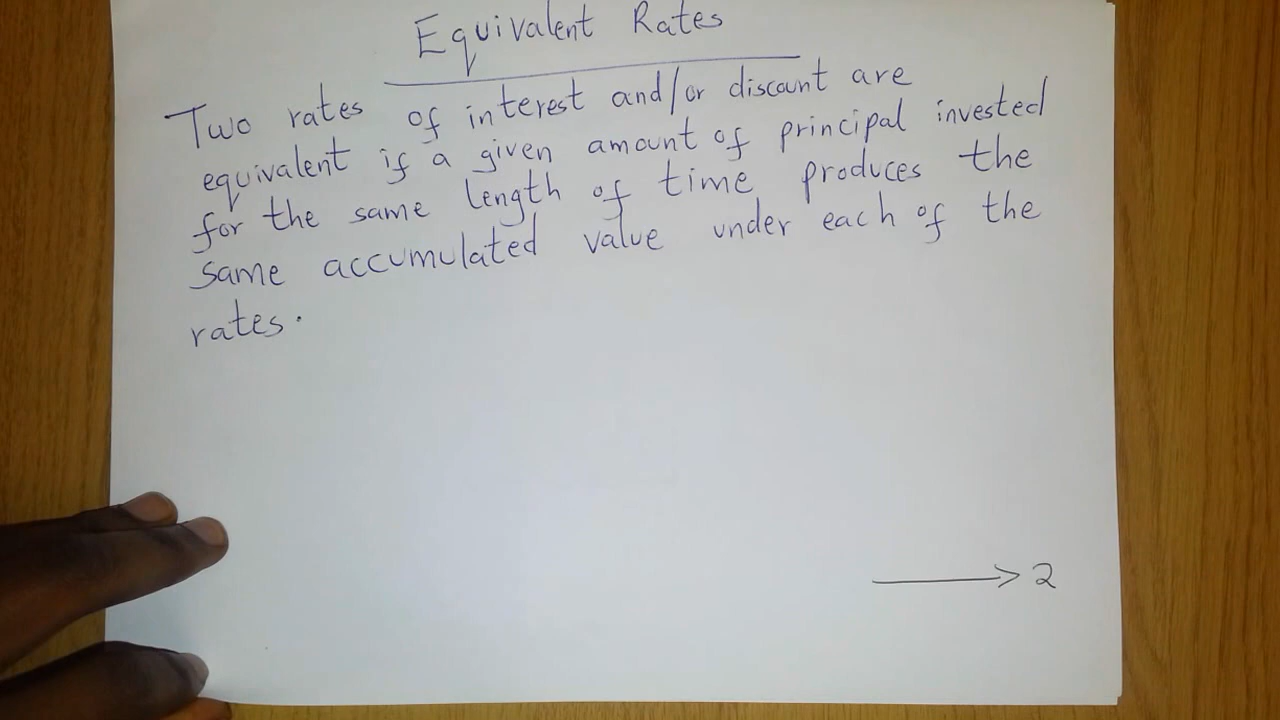 Equivalent Rates
Two rates of interest and/or discount are
equivalent if a given amount of principal invested
for the same length of time produces the
same accumulated value under each of the
rates.
→ 2